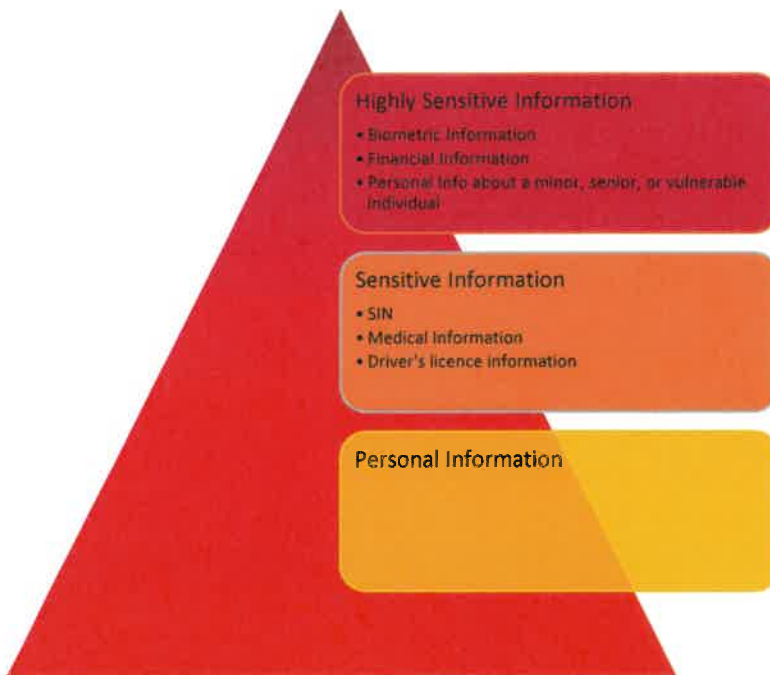 Highly Sensitive Information
• Biometric Information
• Financial Information
• Personal Info about a minor, senior, or vulnerable
individual
Sensitive Information
• SIN
• Medical Information
• Driver's licence information
Personal Information